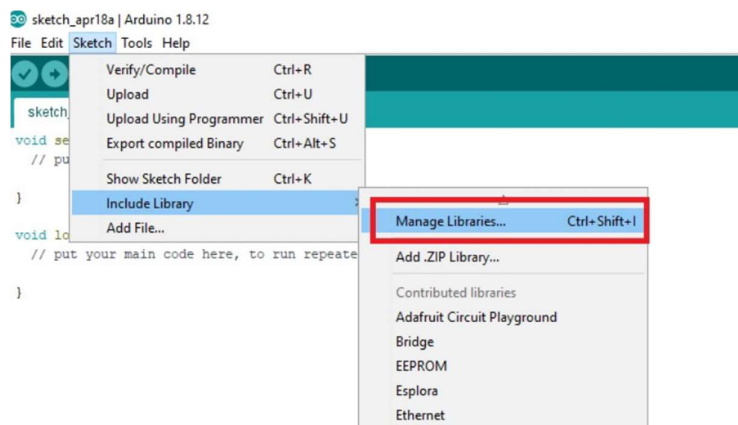 sketch_apr18a | Arduino 1.8.12
File Edit Sketch Tools Help
Verify/Compile Ctrl+R
Upload Ctrl+U
sketch_
Upload Using Programmer Ctrl+Shift+U
void se
Export compiled Binary Ctrl+Alt+S
// pu
Show Sketch Folder Ctrl+K
}
Include Library
Manage Libraries... Ctrl+Shift+I
Add File...
void lo
// put your main code here, to run repeate
Add .ZIP Library...
}
Contributed libraries
Adafruit Circuit Playground
Bridge
EEPROM
Esplora
Ethernet